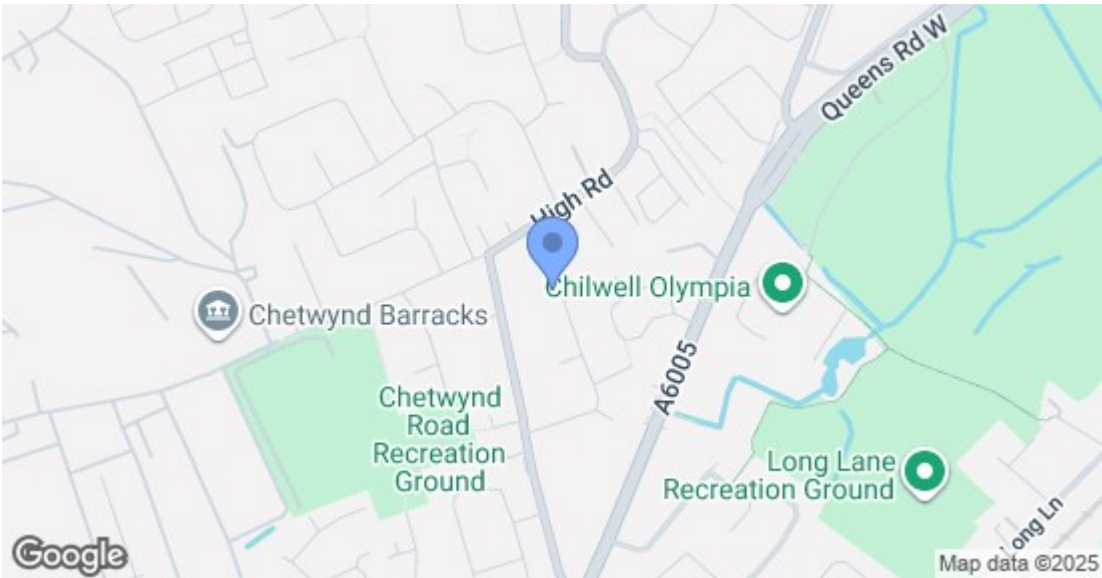 Queens Rd W
High Rd
Chilwell Olympia
Chetwynd Barracks
A6005
Chetwynd
Road
Recreation
Ground
Long Lane
Recreation Ground
Long Ln
Google
Map data ©2025